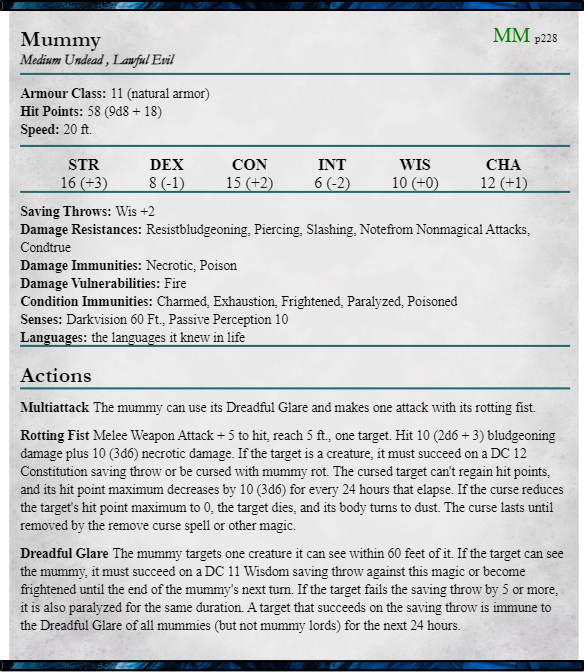 Mummy
MM p228
Medium Undead , Lawful Evil
Armour Class: 11 (natural armor)
Hit Points: 58 (9d8 + 18)
Speed: 20 ft.
STR DEX CON INT WIS CHA
16 (+3) 8 (-1) 15 (+2) 6 (-2) 10 (+0) 12 (+1)
Saving Throws: Wis +2
Damage Resistances: Resistbludgeoning, Piercing, Slashing, Notefrom Nonmagical Attacks,
Condtrue
Damage Immunities: Necrotic, Poison
Damage Vulnerabilities: Fire
Condition Immunities: Charmed, Exhaustion, Frightened, Paralyzed, Poisoned
Senses: Darkvision 60 Ft., Passive Perception 10
Languages: the languages it knew in life
Actions
Multiattack The mummy can use its Dreadful Glare and makes one attack with its rotting fist.
Rotting Fist Melee Weapon Attack + 5 to hit, reach 5 ft., one target. Hit 10 (2d6 + 3) bludgeoning
damage plus 10 (3d6) necrotic damage. If the target is a creature, it must succeed on a DC 12
Constitution saving throw or be cursed with mummy rot. The cursed target can't regain hit points,
and its hit point maximum decreases by 10 (3d6) for every 24 hours that elapse. If the curse reduces
the target's hit point maximum to 0, the target dies, and its body turns to dust. The curse lasts until
removed by the remove curse spell or other magic.
Dreadful Glare The mummy targets one creature it can see within 60 feet of it. If the target can see
the mummy, it must succeed on a DC 11 Wisdom saving throw against this magic or become
frightened until the end of the mummy's next turn. If the target fails the saving throw by 5 or more,
it is also paralyzed for the same duration. A target that succeeds on the saving throw is immune to
the Dreadful Glare of all mummies (but not mummy lords) for the next 24 hours.